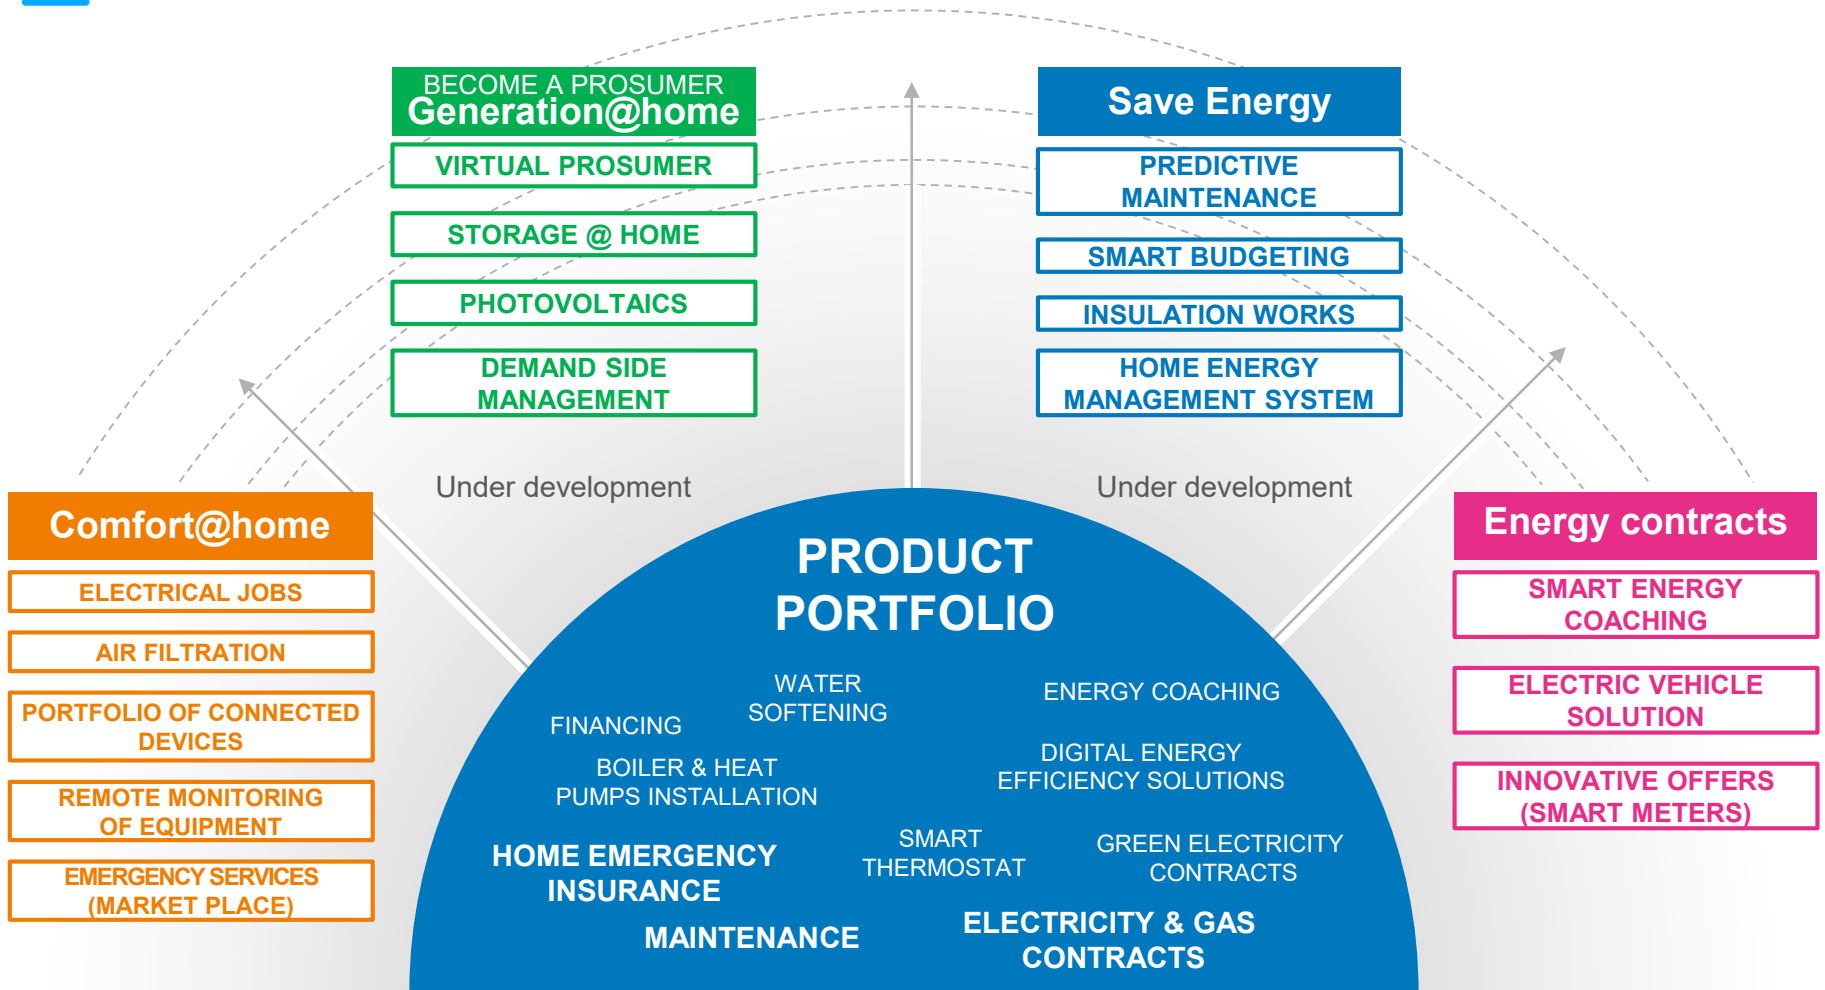 BECOME A PROSUMER
Generation@home
VIRTUAL PROSUMER
STORAGE @ HOME
PHOTOVOLTAICS
DEMAND SIDE
MANAGEMENT
Under development
Save Energy
PREDICTIVE
MAINTENANCE
SMART BUDGETING
INSULATION WORKS
HOME ENERGY
MANAGEMENT SYSTEM
Under development
Comfort@home
ELECTRICAL JOBS
AIR FILTRATION
PORTFOLIO OF CONNECTED
DEVICES
REMOTE MONITORING
OF EQUIPMENT
EMERGENCY SERVICES
(MARKET PLACE)
PRODUCT
PORTFOLIO
WATER
SOFTENING
ENERGY COACHING
FINANCING
BOILER & HEAT
PUMPS INSTALLATION
DIGITAL ENERGY
EFFICIENCY SOLUTIONS
HOME EMERGENCY
INSURANCE
SMART
THERMOSTAT
GREEN ELECTRICITY
CONTRACTS
MAINTENANCE
ELECTRICITY & GAS
CONTRACTS
Energy contracts
SMART ENERGY
COACHING
ELECTRIC VEHICLE
SOLUTION
INNOVATIVE OFFERS
(SMART METERS)